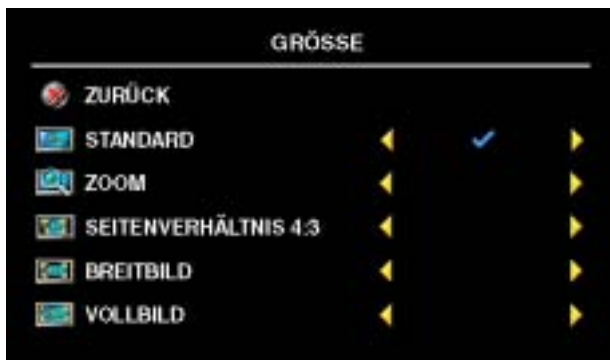 GRÖSSE
ZURÜCK
STANDARD
ZOOM
SEITENVERHÄLTNIS 4:3
BREITBILD
VOLLBILD